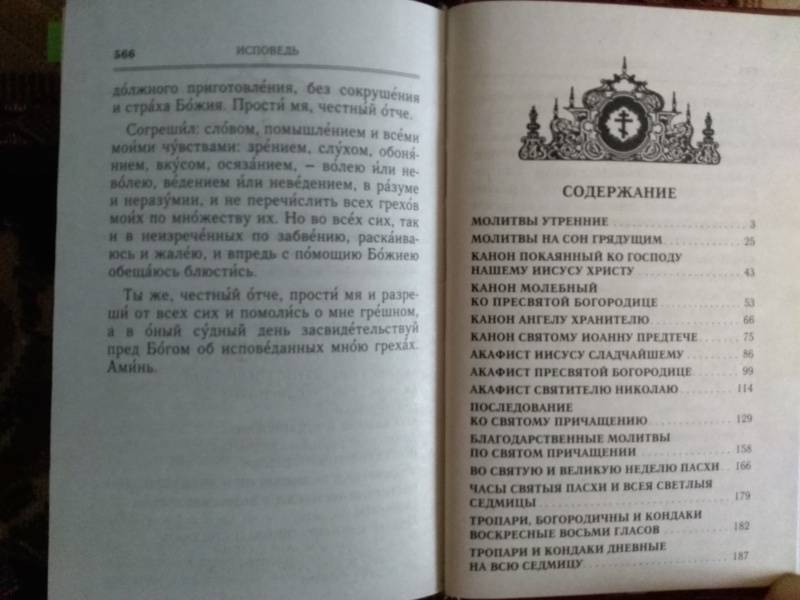 566
ИСПОВЕДЬ
до́лжного приготовле́ния, без сокруше́ния
и стра́ха Бо́жия. Прости́ мя, че́стный о́тче.
Согреши́л: сло́вом, помышле́нием и все́ми
мои́ми чу́вствами: зре́нием, слу́хом, обоня́-
нием, вку́сом, осяза́нием, – во́лею и́ли не-
во́лею, ве́дением и́ли неве́дением, в ра́зуме
и неразу́мии, и не перечи́слить всех грехо́в
мои́х по мно́жеству их. Но во все́х сих, так
и в неизрече́нных по забве́нию, раска́ива-
юсь и жале́ю, и впредь с по́мощию Бо́жиею
обеща́юсь блюсти́сь.
Ты же, че́стный о́тче, прости́ мя и разре-
ши́ от всех сих и помоли́сь о мне гре́шном,
а в о́ный су́дный день засвиде́тельствуй
пред Бо́гом об испове́данных мно́ю греха́х.
Ами́нь.
СОДЕРЖАНИЕ
МОЛИТВЫ УТРЕННИЕ 3
МОЛИТВЫ НА СОН ГРЯДУЩИМ 25
КАНОН ПОКАЯННЫЙ КО ГОСПОДУ
НАШЕМУ ИИСУСУ ХРИСТУ 43
КАНОН МОЛЕБНЫЙ
КО ПРЕСВЯТОЙ БОГОРОДИЦЕ 53
КАНОН АНГЕЛУ ХРАНИТЕЛЮ 66
КАНОН СВЯТОМУ ИОАННУ ПРЕДТЕЧЕ 75
АКАФИСТ ИИСУСУ СЛАДЧАЙШЕМУ 86
АКАФИСТ ПРЕСВЯТОЙ БОГОРОДИЦЕ 99
АКАФИСТ СВЯТИТЕЛЮ НИКОЛАЮ 114
ПОСЛЕДОВАНИЕ
КО СВЯТОМУ ПРИЧАЩЕНИЮ 129
БЛАГОДАРСТВЕННЫЕ МОЛИТВЫ
ПО СВЯТОМ ПРИЧАЩЕНИИ 158
ВО СВЯТУЮ И ВЕЛИКУЮ НЕДЕЛЮ ПАСХИ 166
ЧАСЫ СВЯТЫЯ ПАСХИ И ВСЕЯ СВЕТЛЫЯ
СЕДМИЦЫ 179
ТРОПАРИ, БОГОРОДИЧНЫ И КОНДАКИ
ВОСКРЕСНЫЕ ВОСЬМИ ГЛАСОВ 182
ТРОПАРИ И КОНДАКИ ДНЕВНЫЕ
НА ВСЮ СЕДМИЦУ 187